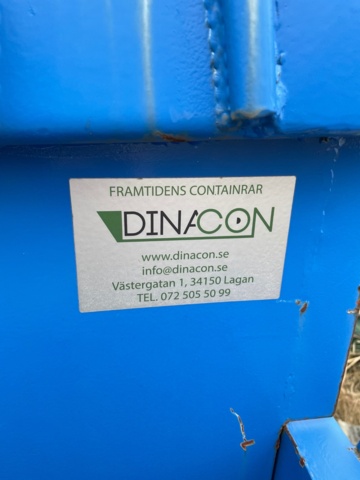 FRAMTIDENS CONTAINRAR
DINACON
www.dinacon.se
info@dinacon.se
Västergatan 1, 34150 Lagan
TEL. 072 505 50 99